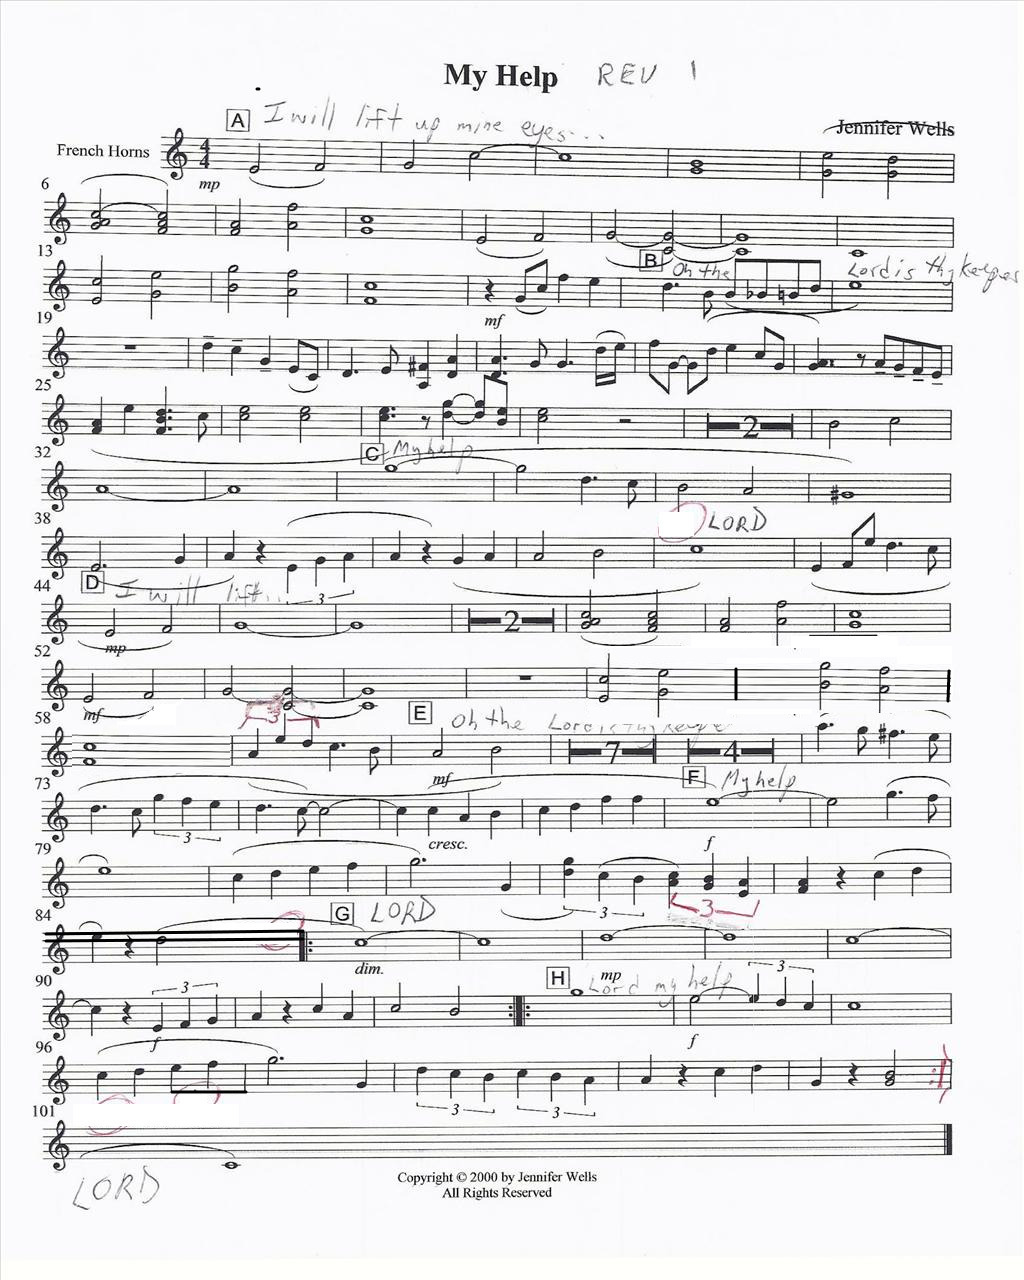 My Help REV 1
A I will lift up mine eyes...
Jennifer Wells
French Horns
mp
6
13
B Oh the Lord is thy keeper
mf
19
25
2
32
C My help
38
LORD
3
44
D I will lift...
mp
2
52
mf
58
3
E Oh the Lord is thy keepe
mf
7 4
73
F My help
3
cresc.
f
79
3 3
84
G LORD
dim.
mp
90
H Lord my help
3 3
f f
96
3 3
101
LORD
Copyright © 2000 by Jennifer Wells
All Rights Reserved